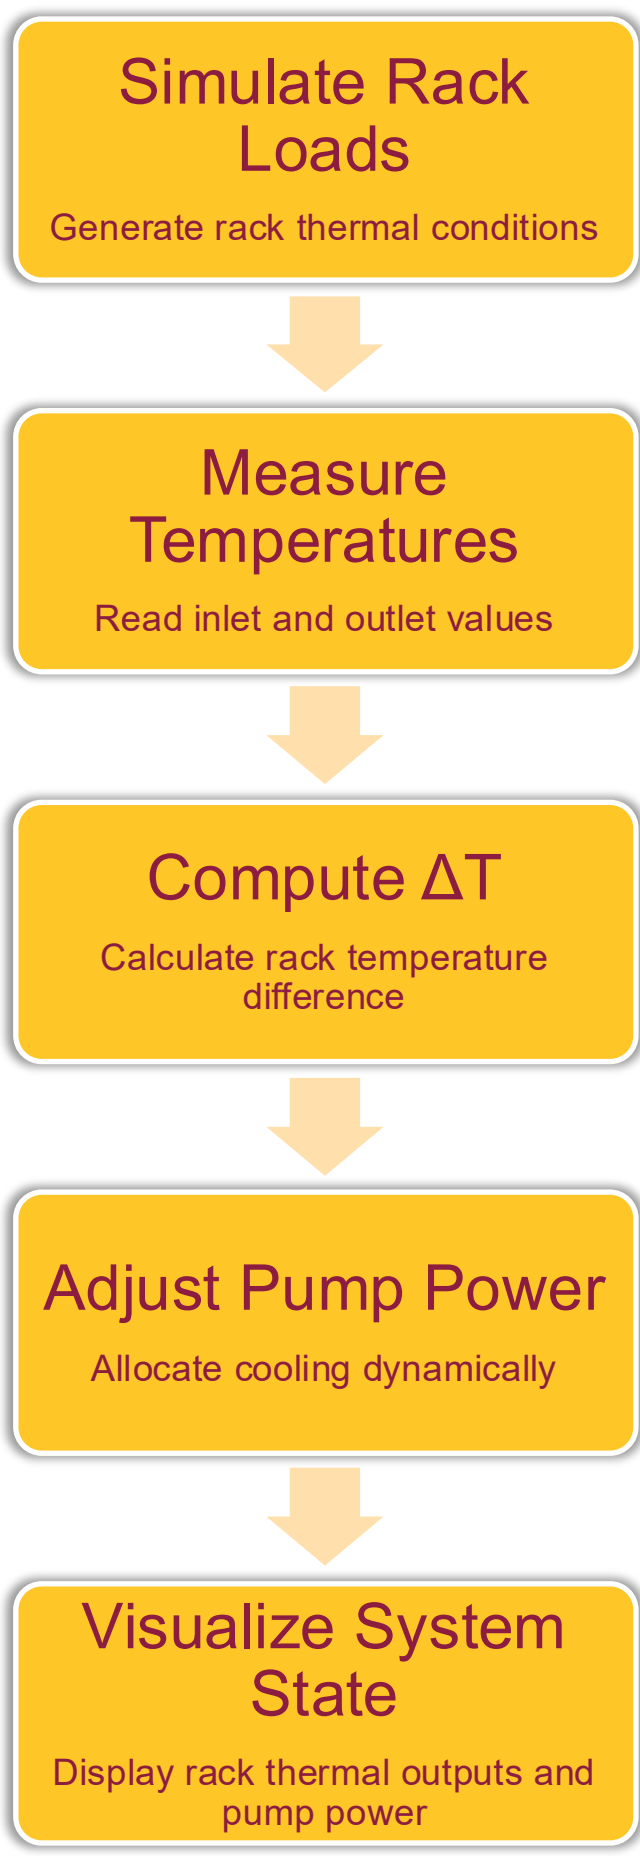 Simulate Rack
Loads
Generate rack thermal conditions
Measure
Temperatures
Read inlet and outlet values
Compute ΔT
Calculate rack temperature
difference
Adjust Pump Power
Allocate cooling dynamically
Visualize System
State
Display rack thermal outputs and
pump power